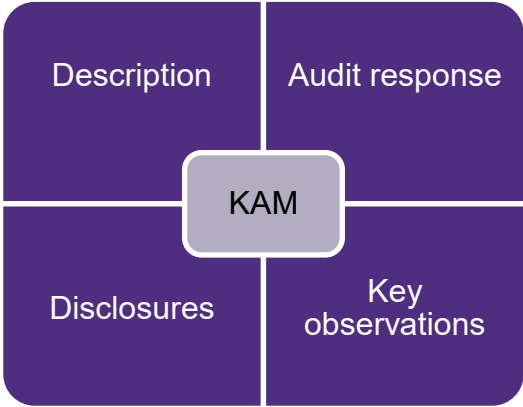 Description
Audit response
KAM
Disclosures
Key
observations